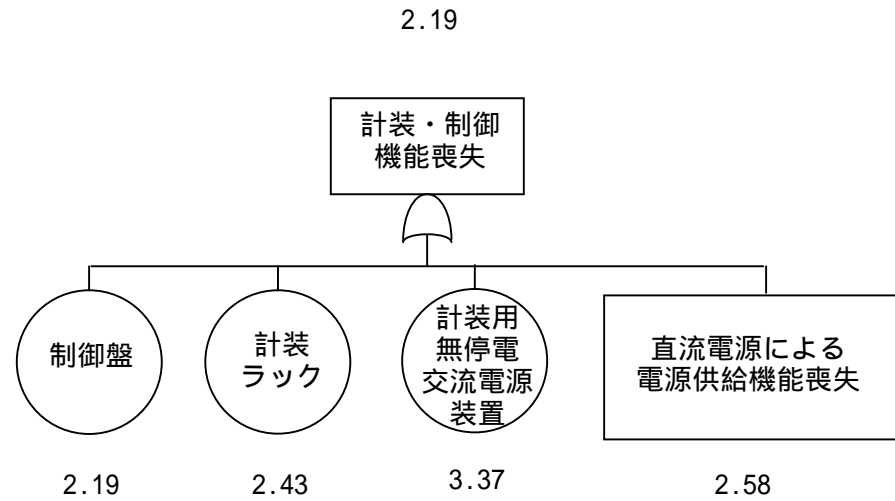 2.19
計装・制御
機能喪失
制御盤
計装
ラック
計装用
無停電
交流電源
装置
直流電源による
電源供給機能喪失
2.19
2.43
3.37
2.58